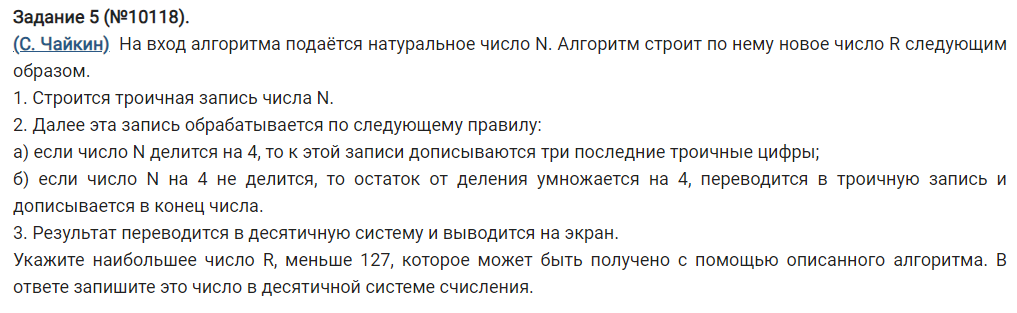 Задание 5 (№10118).
(С. Чайкин) На вход алгоритма подаётся натуральное число N. Алгоритм строит по нему новое число R следующим
образом.
1. Строится троичная запись числа N.
2. Далее эта запись обрабатывается по следующему правилу:
а) если число N делится на 4, то к этой записи дописываются три последние троичные цифры;
б) если число N на 4 не делится, то остаток от деления умножается на 4, переводится в троичную запись и
дописывается в конец числа.
3. Результат переводится в десятичную систему и выводится на экран.
Укажите наибольшее число R, меньше 127, которое может быть получено с помощью описанного алгоритма. В
ответе запишите это число в десятичной системе счисления.